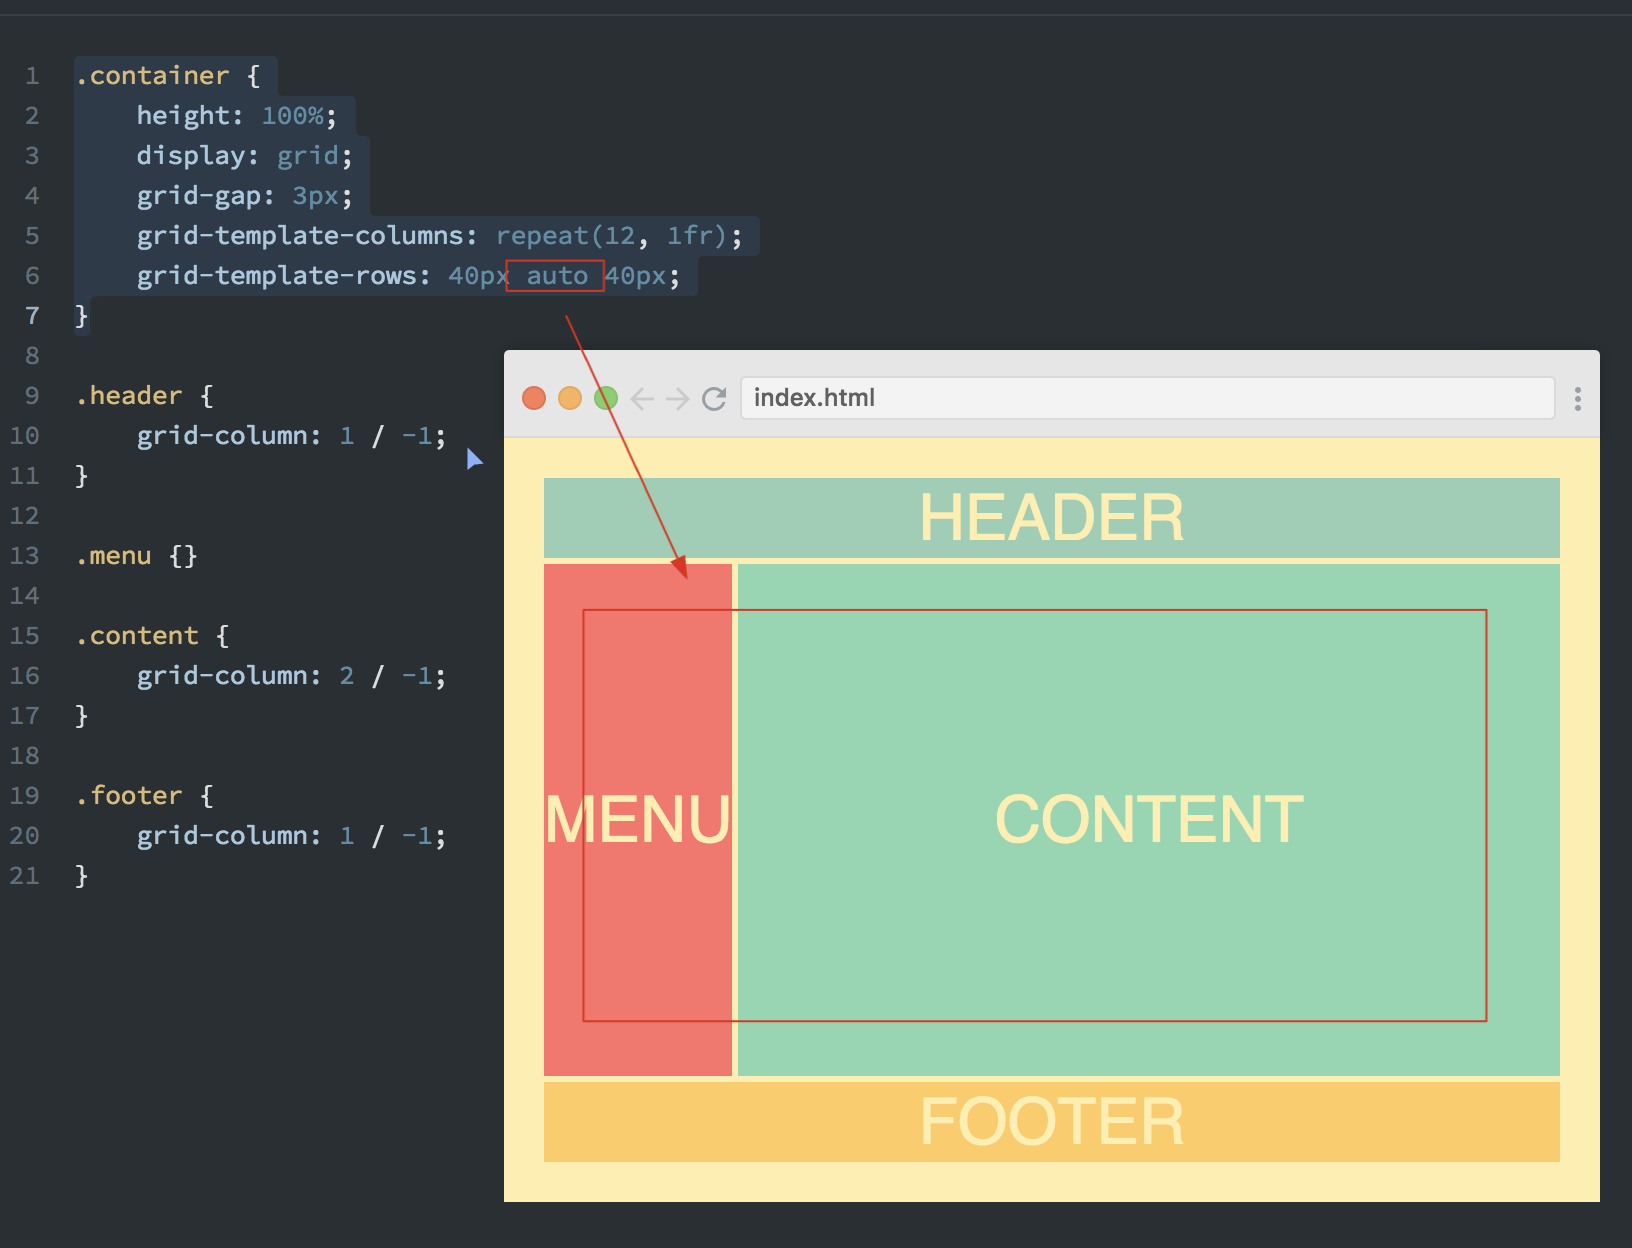 1 .container {
2 height: 100%;
3 display: grid;
4 grid-gap: 3px;
5 grid-template-columns: repeat(12, 1fr);
6 grid-template-rows: 40px auto 40px;
7 }
8
9 .header {
10 grid-column: 1 / -1;
11 }
12
13 .menu {}
14
15 .content {
16 grid-column: 2 / -1;
17 }
18
19 .footer {
20 grid-column: 1 / -1;
21 }
index.html
HEADER
MENU
CONTENT
FOOTER